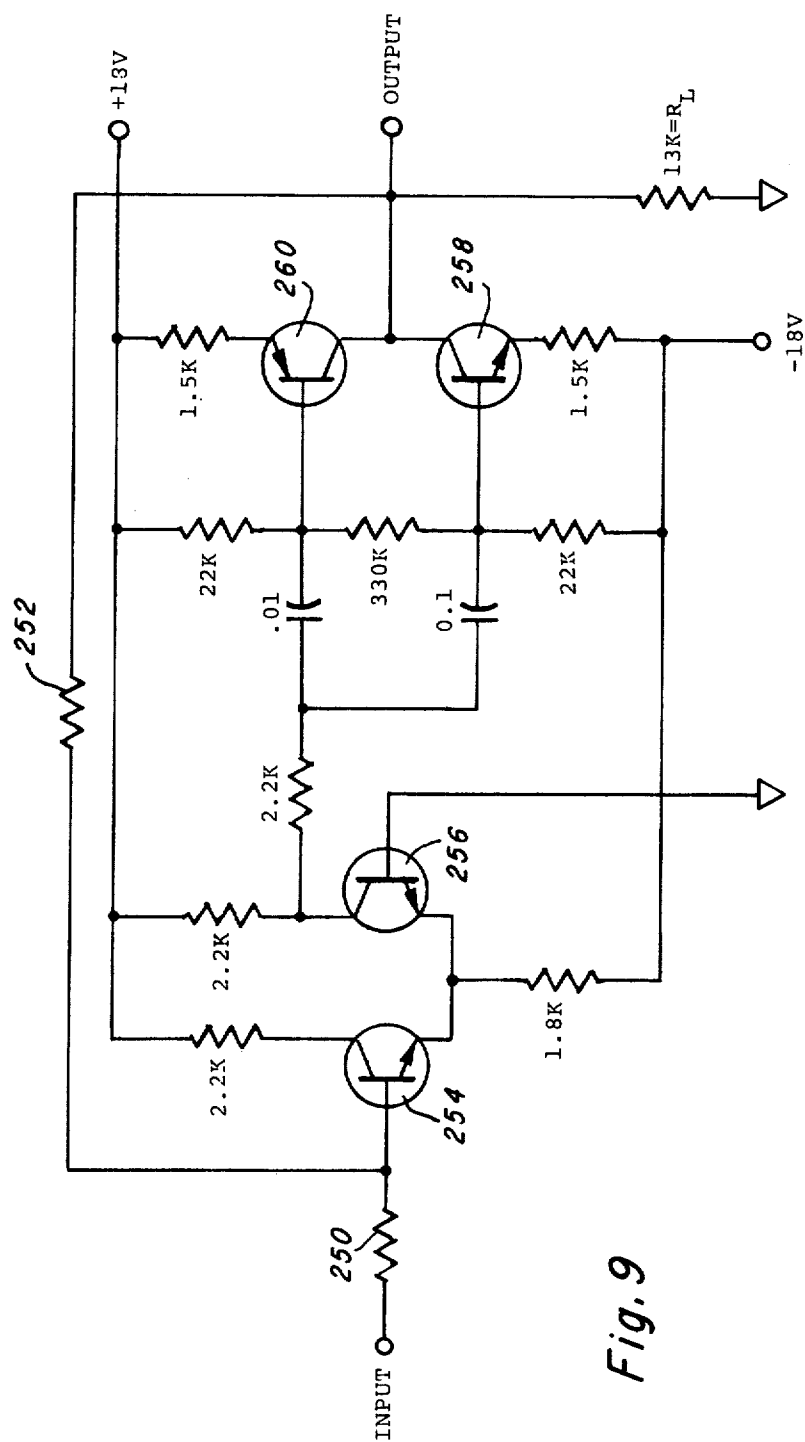 252
+13V
1.5K
260
OUTPUT
22K
.01
330K
258
2.2K
2.2K
2.2K
0.1
22K
1.5K
13K=RL
256
254
1.8K
-18V
INPUT
250
Fig. 9